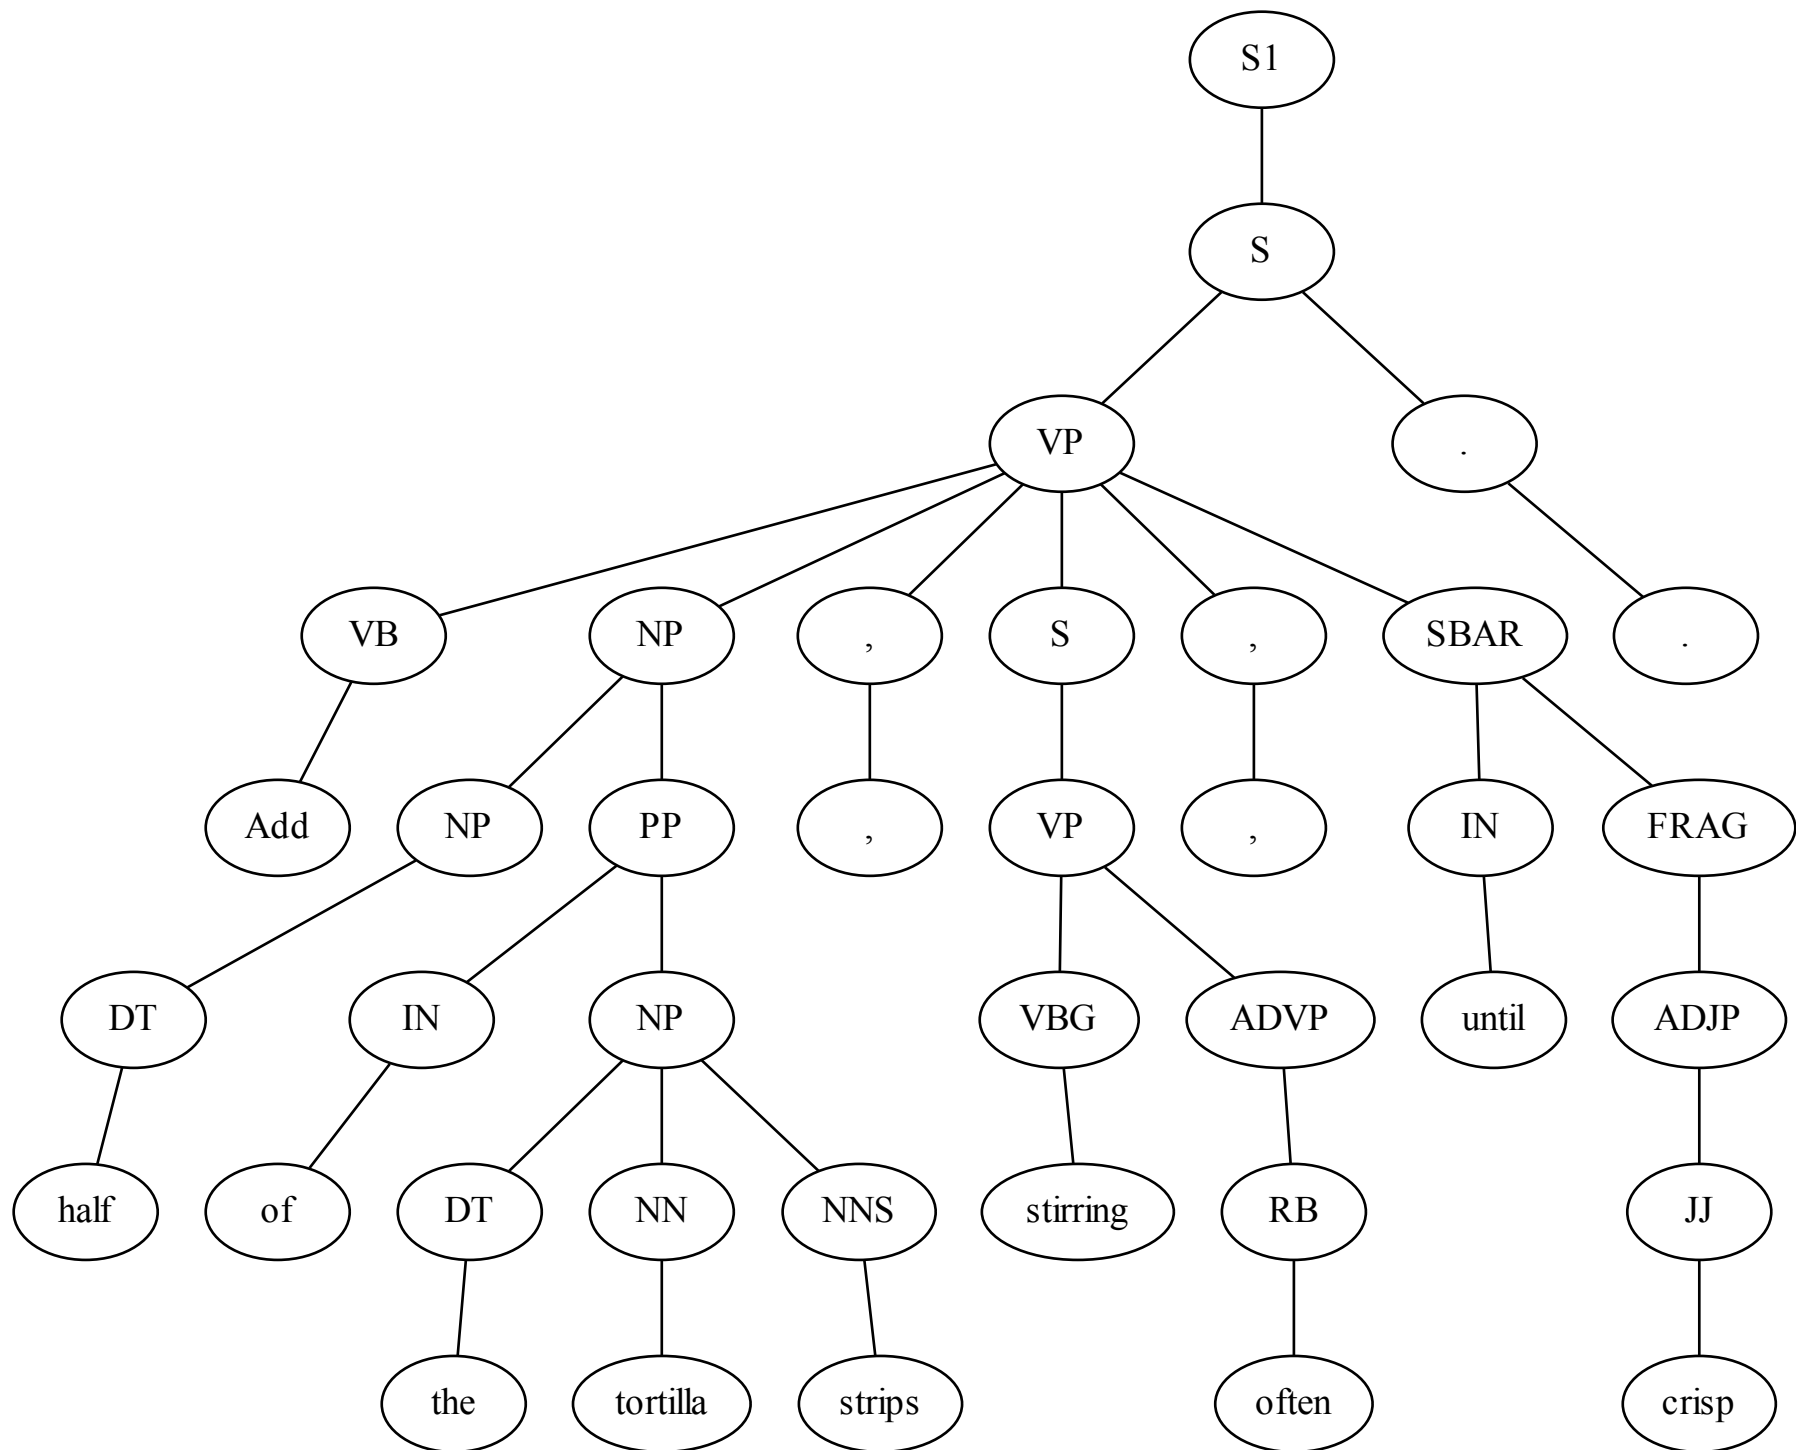 S1
S
VP .
VB NP , S , SBAR .
Add NP PP , VP , IN FRAG
DT IN NP VBG ADVP until ADJP
half of DT NN NNS stirring RB JJ
the tortilla strips often crisp